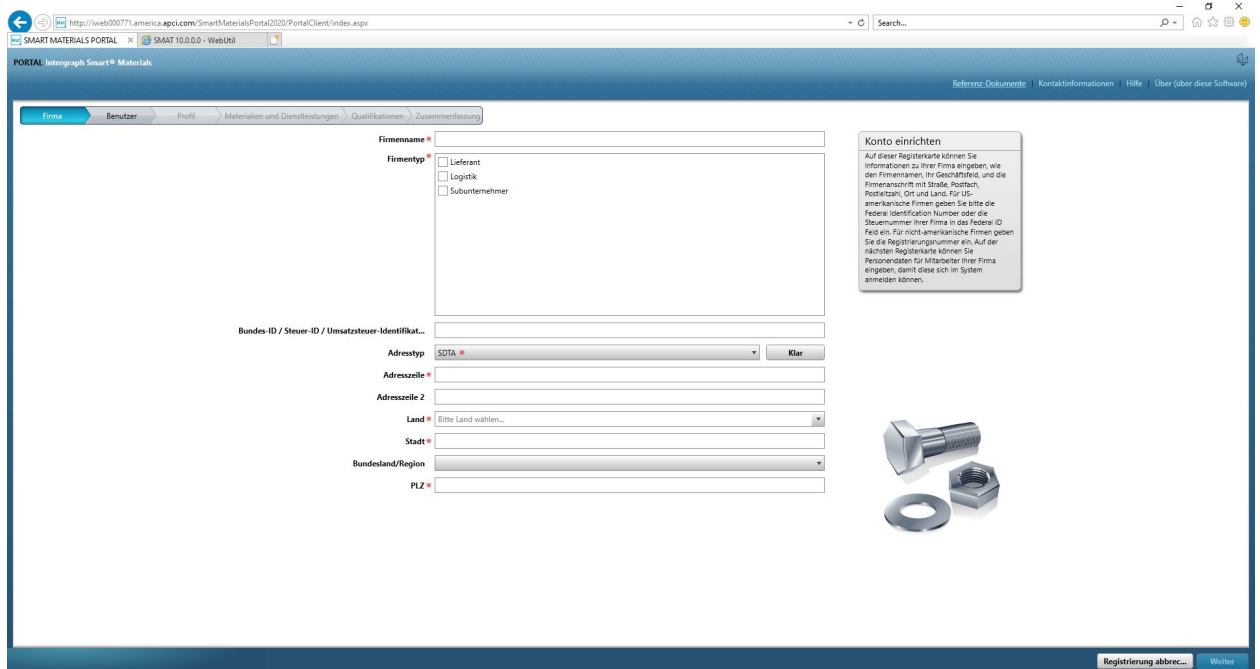 http://iweb000771.america.apci.com/SmartMaterialsPortal2020/PortalClient/index.aspx
Search...
SMART MATERIALS PORTAL
SMAT 10.0.0.0 - WebUtil
PORTAL Intergraph Smart® Materials
Referenz-Dokumente | Kontaktinformationen | Hilfe | Über (über diese Software)
Firma Benutzer Profil Materialien und Dienstleistungen Qualifikationen Zusammenfassung
Firmenname *
Firmentyp *
Lieferant
Logistik
Subunternehmer
Bundes-ID / Steuer-ID / Umsatzsteuer-Identifikat...
Adresstyp SDTA * Klar
Adresszeile *
Adresszeile 2
Land * Bitte Land wählen...
Stadt *
Bundesland/Region
PLZ *
Konto einrichten
Auf dieser Registerkarte können Sie
Informationen zu Ihrer Firma eingeben, wie
den Firmennamen, Ihr Geschäftsfeld, und die
Firmenanschrift mit Straße, Postfach,
Postleitzahl, Ort und Land. Für US-
amerikanische Firmen geben Sie bitte die
Federal Identification Number oder die
Steuernummer Ihrer Firma in das Federal ID
Feld ein. Für nicht-amerikanische Firmen geben
Sie die Registrierungsnummer ein. Auf der
nächsten Registerkarte können Sie
Personendaten für Mitarbeiter Ihrer Firma
eingeben, damit diese sich im System
anmelden können.
Registrierung abbrec... Weiter